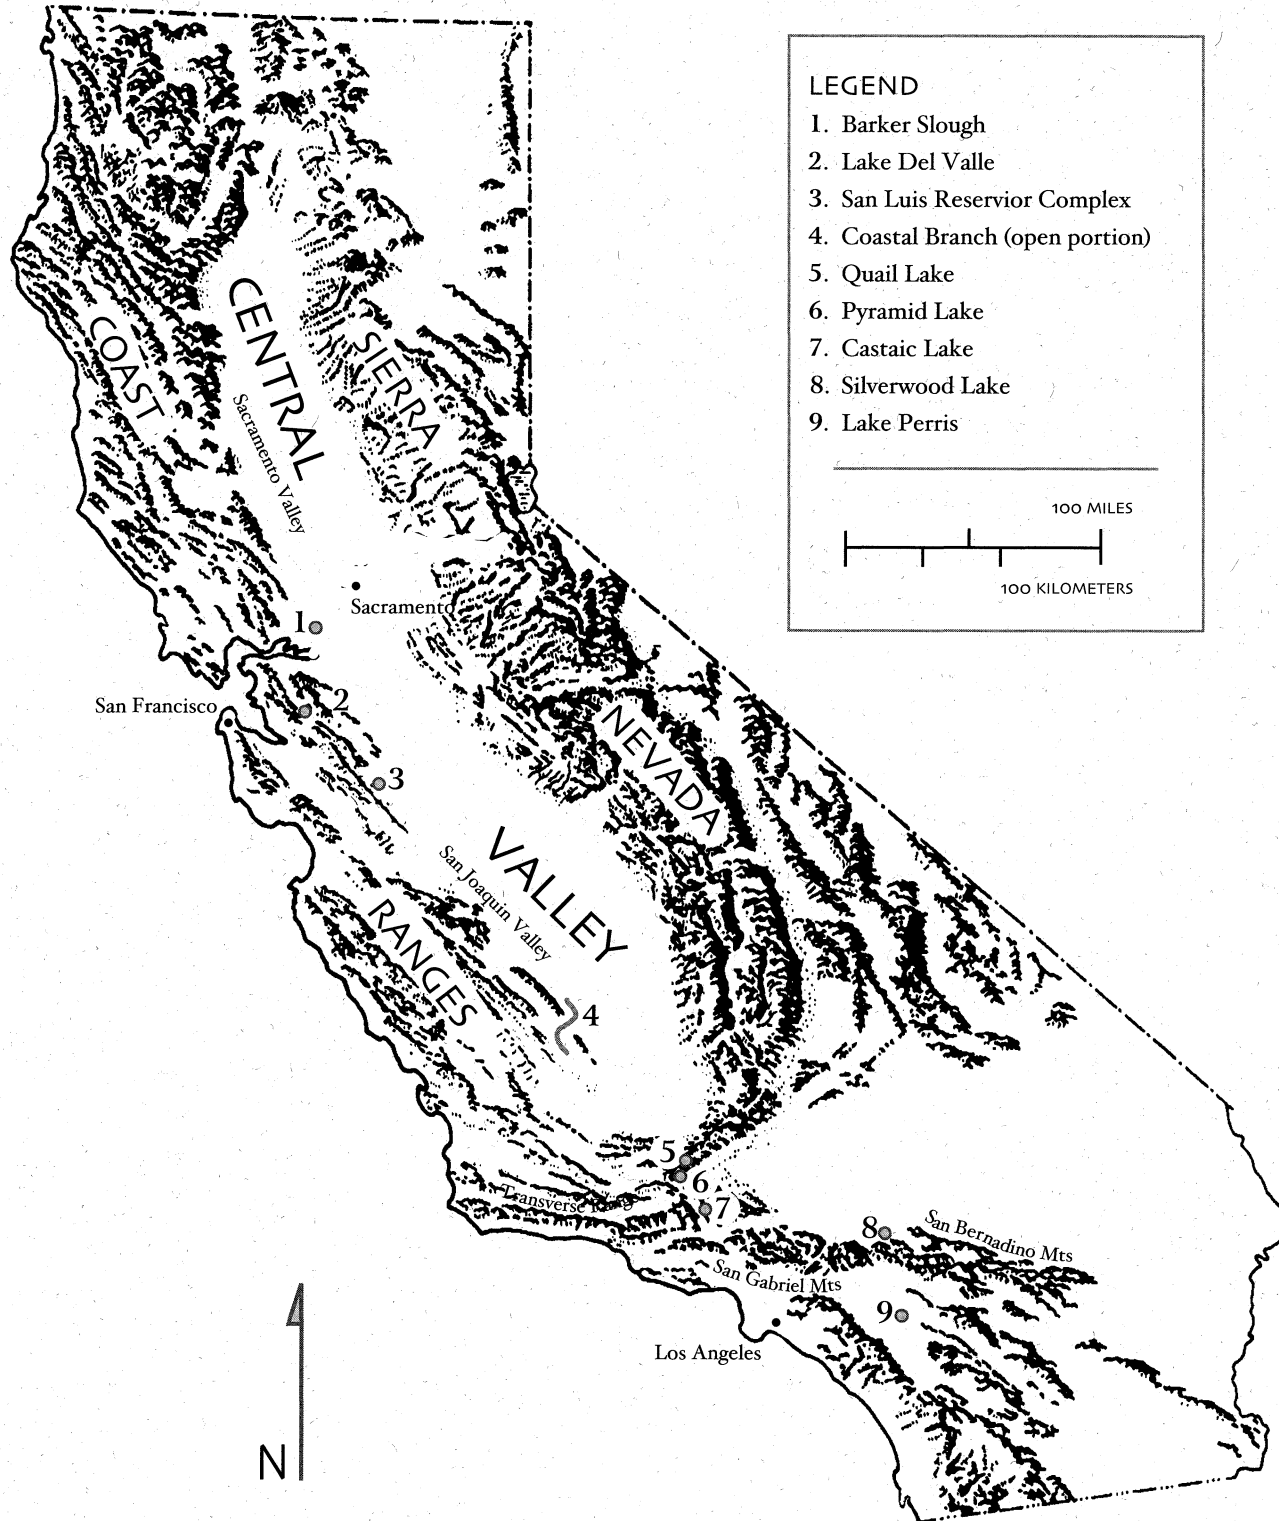 LEGEND
1. Barker Slough
2. Lake Del Valle
3. San Luis Reservior Complex
4. Coastal Branch (open portion)
5. Quail Lake
6. Pyramid Lake
7. Castaic Lake
8. Silverwood Lake
9. Lake Perris
100 MILES
100 KILOMETERS
COAST
CENTRAL
SIERRA
Sacramento Valley
Sacramento
1
2
San Francisco
NEVADA
3
VALLEY
San Joaquin Valley
RANGES
4
5
6
Transverse Range
7
8
San Bernadino Mts
San Gabriel Mts
9
Los Angeles
N